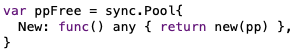 var ppFree = sync.Pool{
  New: func() any { return new(pp) },
}